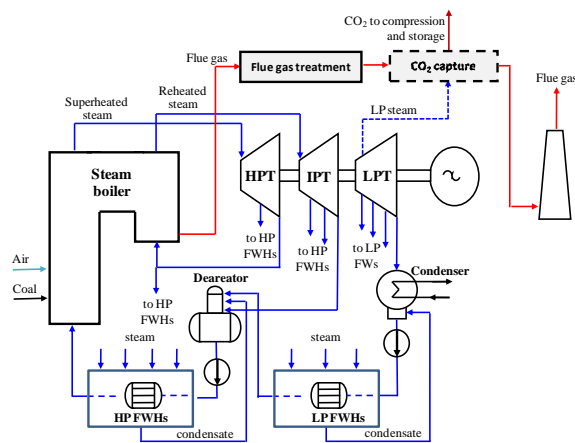 CO2 to compression
and storage
Flue gas
Flue gas treatment
CO2 capture
Flue gas
Superheated
steam
Reheated
steam
LP steam
Steam
boiler
HPT
IPT
LPT
~
to HP
FWHs
to HP
FWHs
to LP
FWs
Air
Coal
to HP
FWHs
Deareator
Condenser
steam
steam
HP FWHs
LP FWHs
condensate
condensate